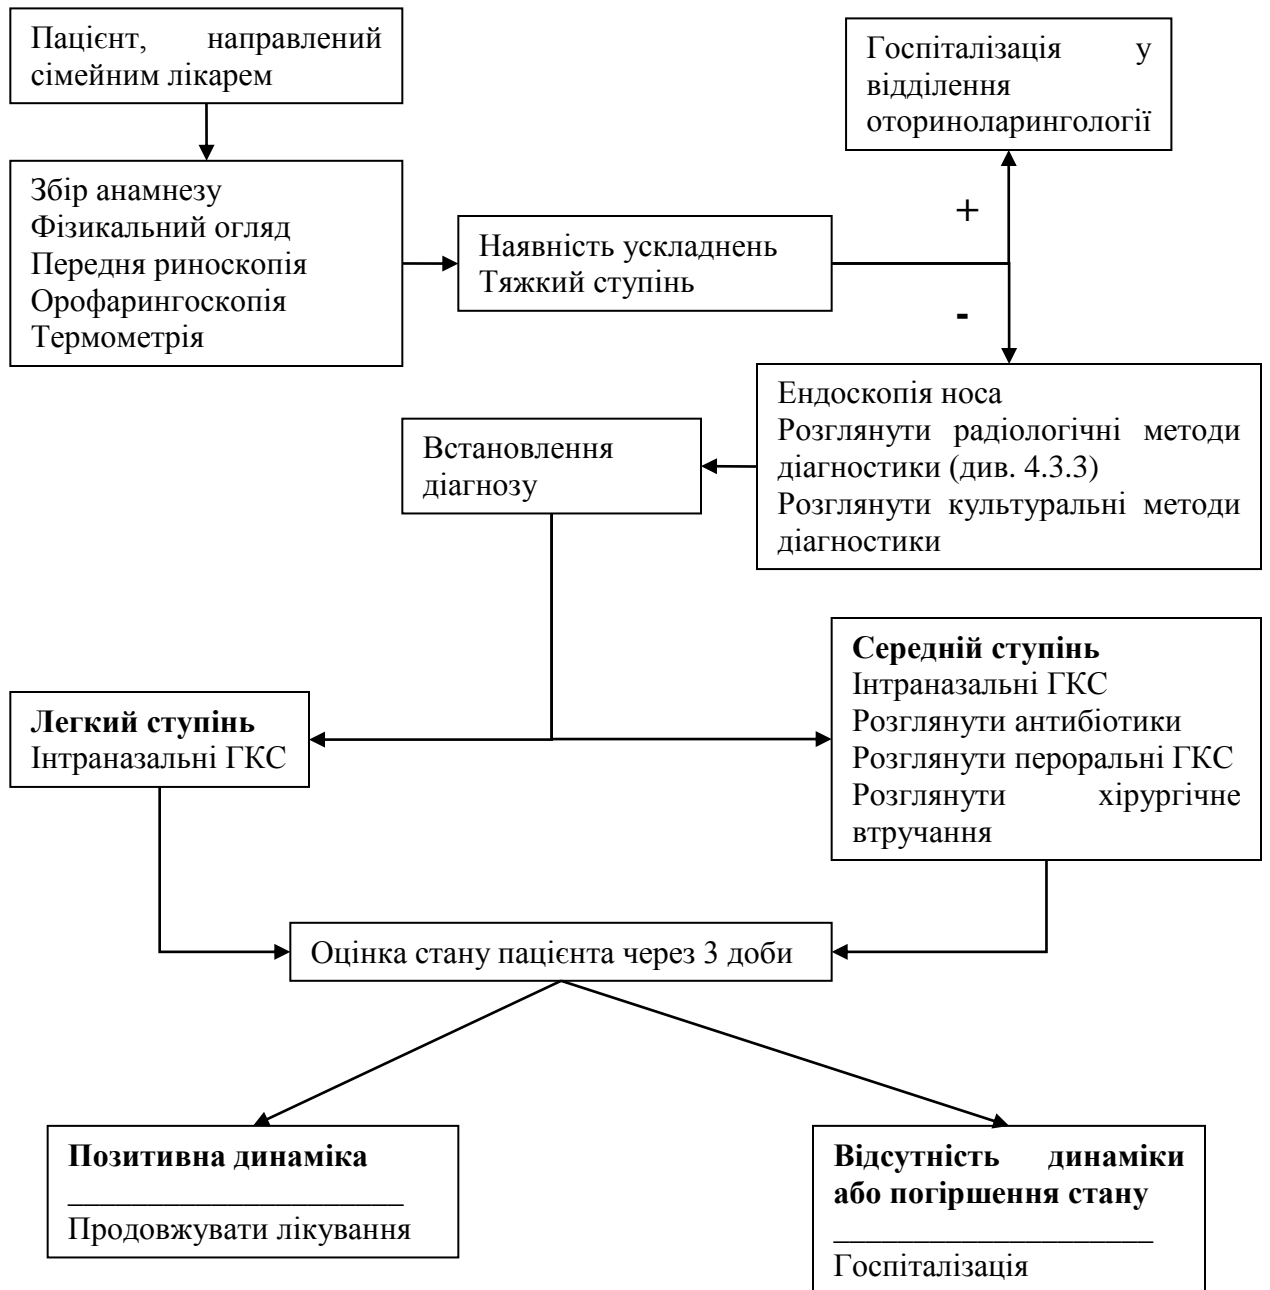 Пацієнт, направлений
сімейним лікарем
Госпіталізація у
відділення
оториноларингології
Збір анамнезу
Фізикальний огляд
Передня риноскопія
Орофарингоскопія
Термометрія
Наявність ускладнень
Тяжкий ступінь
+
-
Ендоскопія носа
Розглянути радіологічні методи
діагностики (див. 4.3.3)
Розглянути культуральні методи
діагностики
Встановлення
діагнозу
Легкий ступінь
Інтраназальні ГКС
Середній ступінь
Інтраназальні ГКС
Розглянути антибіотики
Розглянути пероральні ГКС
Розглянути хірургічне
втручання
Оцінка стану пацієнта через 3 доби
Позитивна динаміка
_____________________
Продовжувати лікування
Відсутність динаміки
або погіршення стану
____________________
Госпіталізація